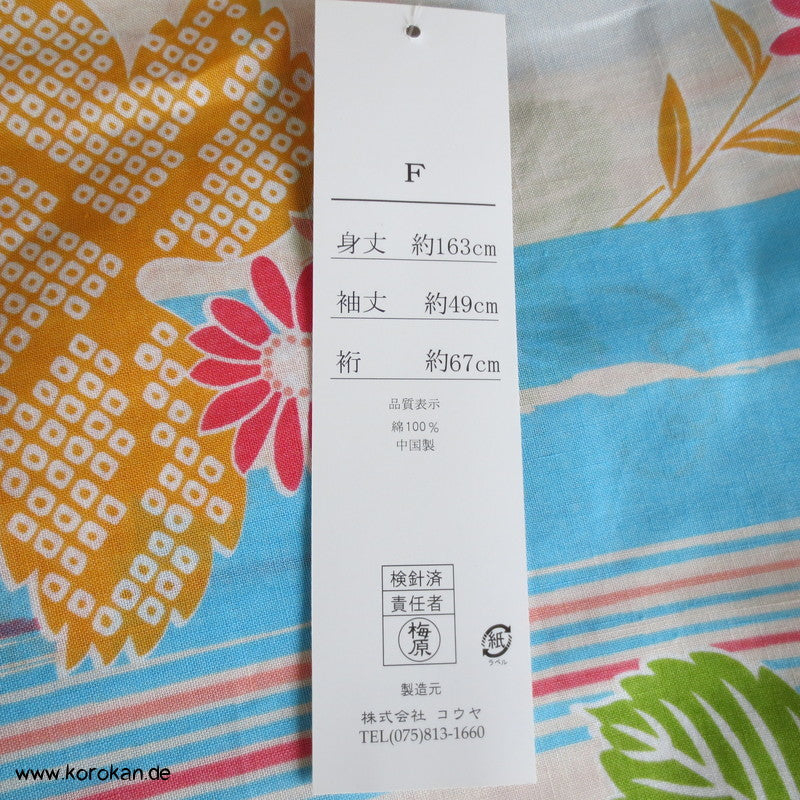 F
身丈 約163cm
袖丈 約49cm
裄 約67cm
品質表示
綿100%
中国製
検針済
責任者
梅原
紙
ラベル
製造元
株式会社 コウヤ
TEL(075)813-1660
www.korokan.de